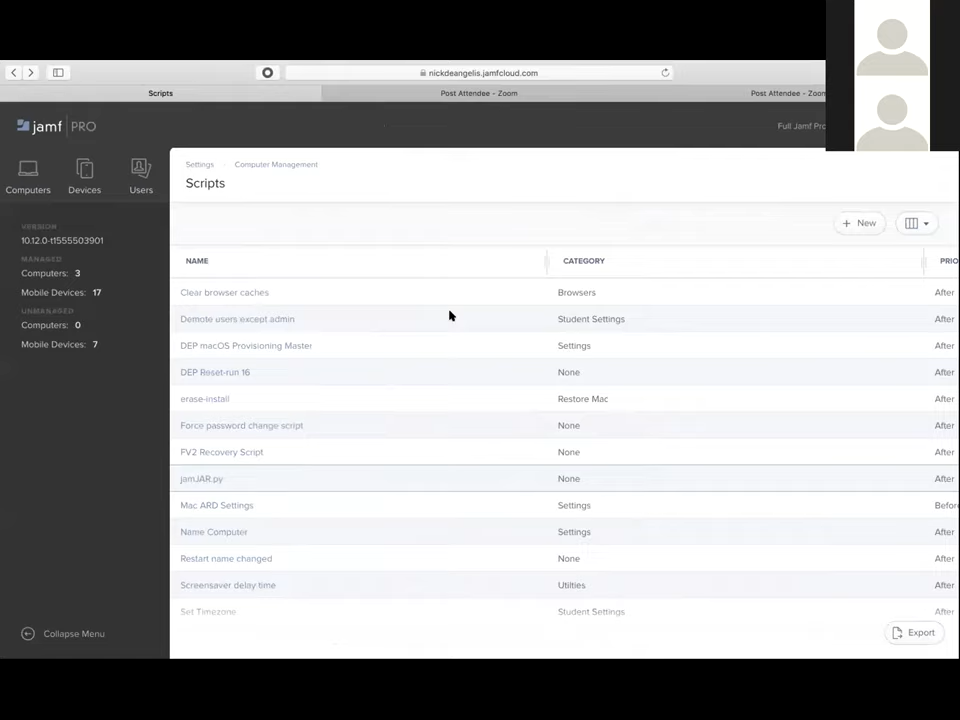 nickdeangelis.jamfcloud.com
Scripts
Post Attendee - Zoom
Post Attendee - Zoom
jamf PRO
Full Jamf Pro
Computers
Devices
Users
Settings
Computer Management
Scripts
VERSION
10.12.0-t1555503901
MANAGED
Computers: 3
Mobile Devices: 17
UNMANAGED
Computers: 0
Mobile Devices: 7
New
NAME CATEGORY PRIO
Clear browser caches Browsers After
Demote users except admin Student Settings After
DEP macOS Provisioning Master Settings After
DEP Reset-run 16 None After
erase-install Restore Mac After
Force password change script None After
FV2 Recovery Script None After
jamJAR.py None After
Mac ARD Settings Settings Before
Name Computer Settings After
Restart name changed None After
Screensaver delay time Utilties After
Set Timezone Student Settings After
Collapse Menu
Export